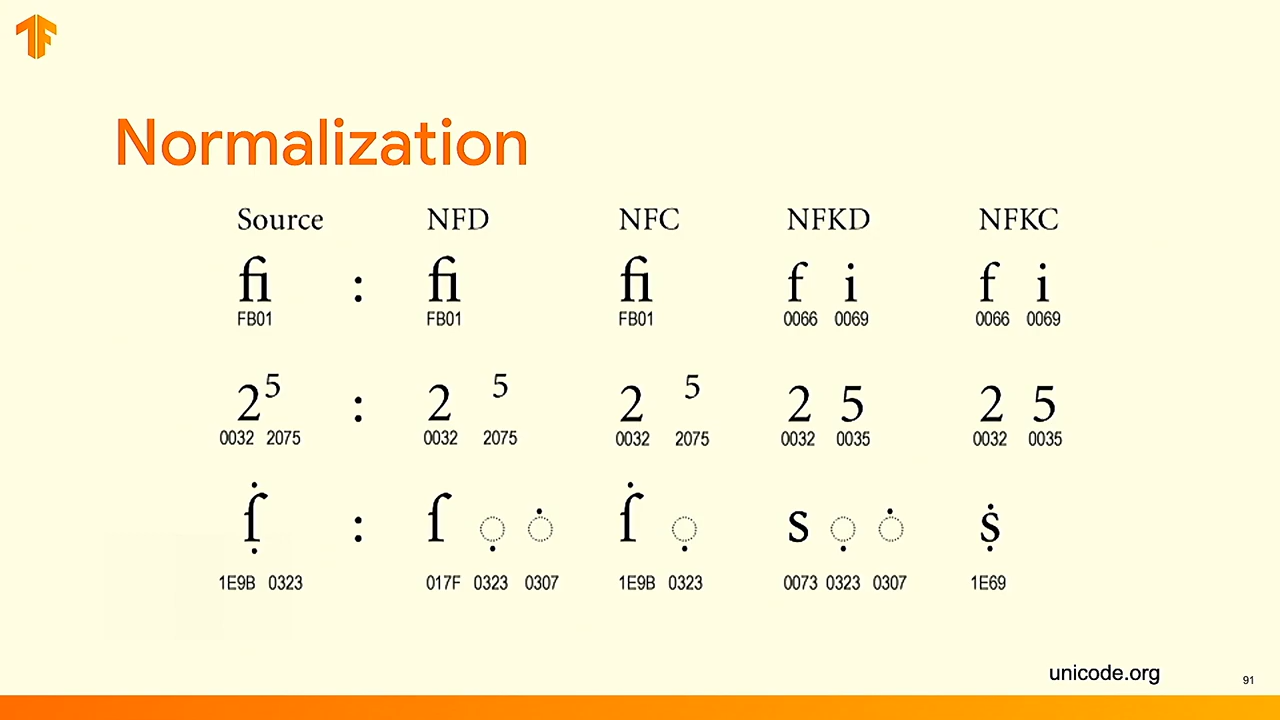 Normalization
Source NFD NFC NFKD NFKC
ﬁ : ﬁ ﬁ f i f i
FB01 FB01 FB01 0066 0069 0066 0069
2⁵ : 2 ⁵ 2 ⁵ 2 5 2 5
0032 2075 0032 2075 0032 2075 0032 0035 0032 0035
ẛ̣ : ſ ◌̣ ◌̇ ẛ ◌̣ s ◌̣ ◌̇ ṩ
1E9B 0323 017F 0323 0307 1E9B 0323 0073 0323 0307 1E69
unicode.org
91